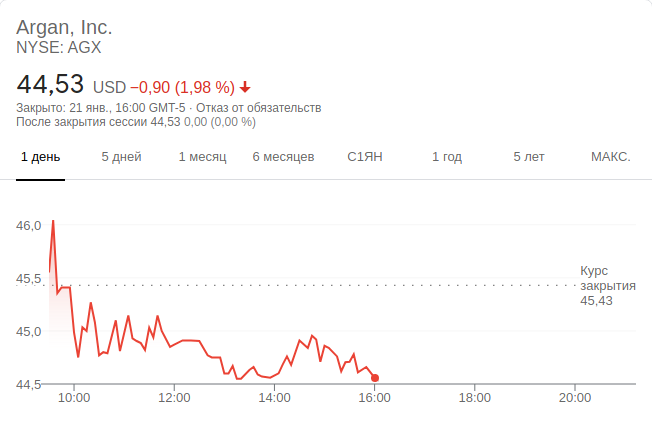 Argan, Inc.
NYSE: AGX
44,53 USD −0,90 (1,98 %)
Закрыто: 21 янв., 16:00 GMT-5 · Отказ от обязательств
После закрытия сессии 44,53 0,00 (0,00 %)
1 день 5 дней 1 месяц 6 месяцев С1ЯН 1 год 5 лет МАКС.
46,0
45,5
45,0
44,5
Курс
закрытия
45,43
10:00 12:00 14:00 16:00 18:00 20:00